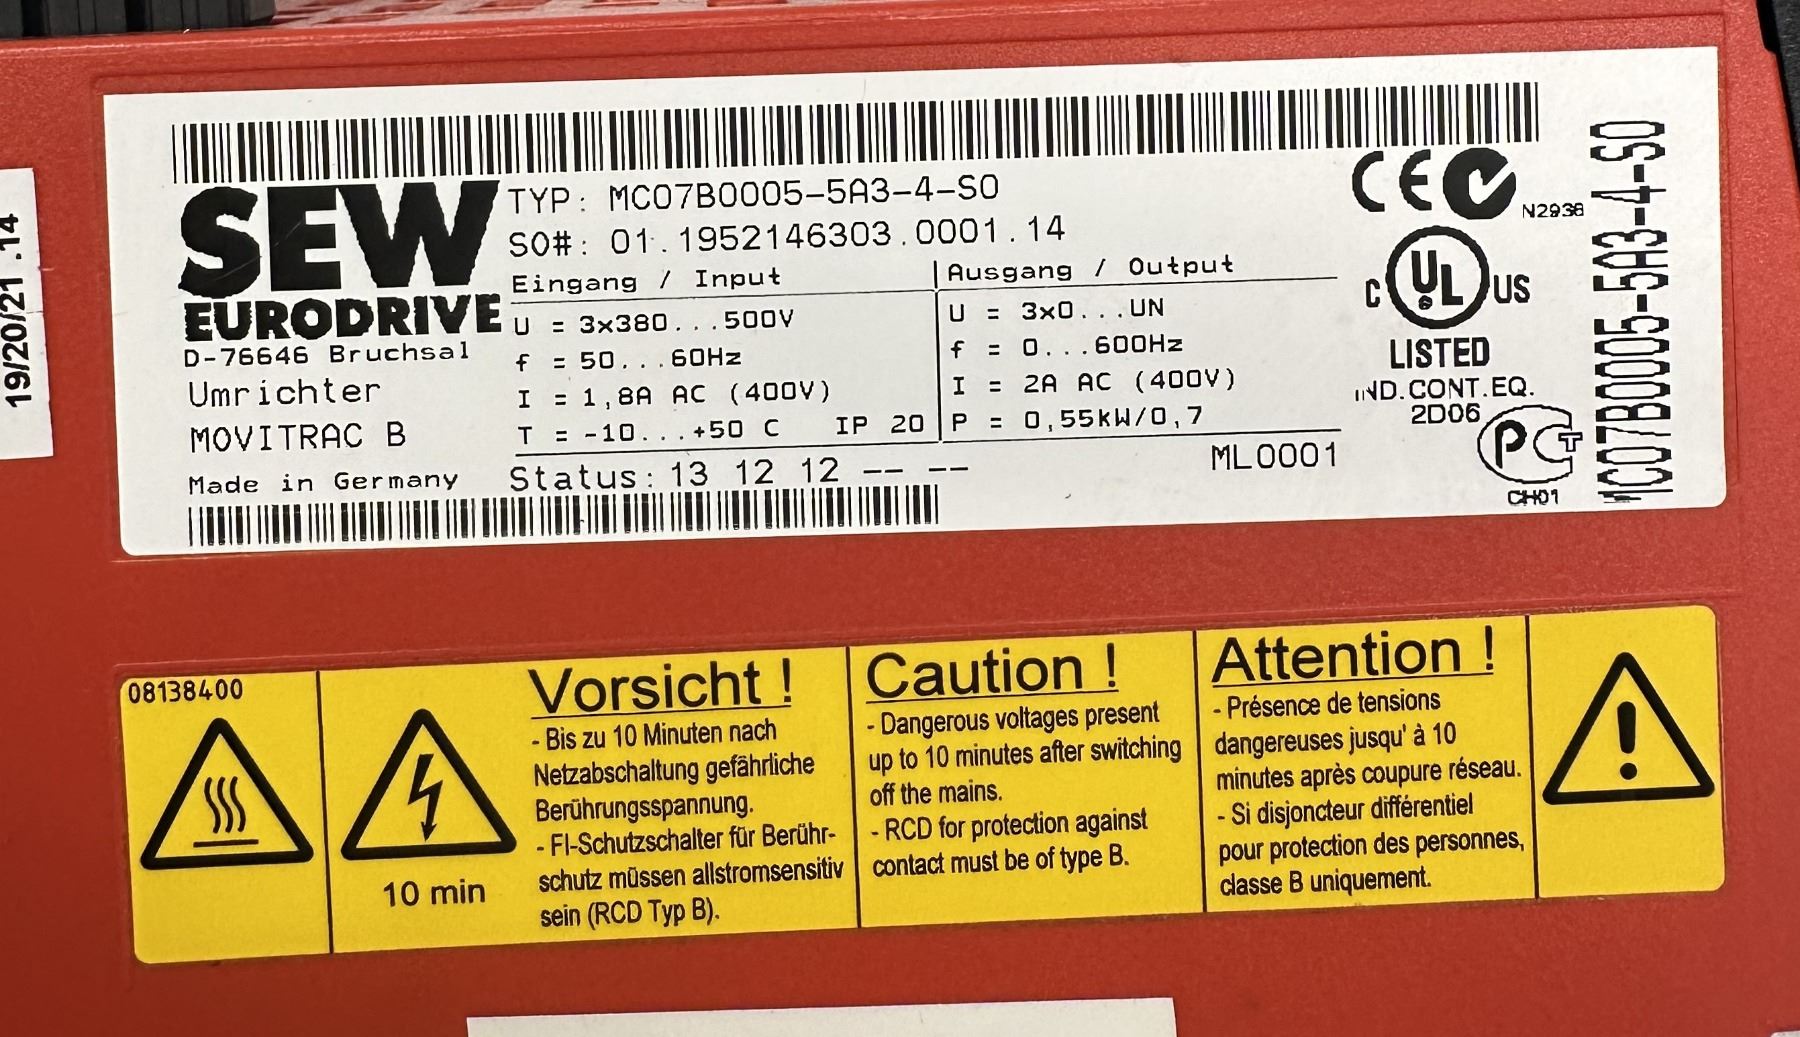 19/20/21.14
SEW
EURODRIVE
D-76646 Bruchsal
Umrichter
MOVITRAC B
Made in Germany
TYP: MC07B0005-5A3-4-S0
SO#: 01.1952146303.0001.14
Eingang / Input
U = 3x380...500V
f = 50...60Hz
I = 1,8A AC (400V)
T = -10...+50 C IP 20
Ausgang / Output
U = 3x0...UN
f = 0...600Hz
I = 2A AC (400V)
P = 0,55kW/0,7
Status: 13 12 12 -- --
ML0001
CE
N2936
C UL US
LISTED
IND.CONT.EQ.
2D06
PCT
CH01
MC07B0005-5A3-4-S0
08138400
10 min
Vorsicht !
- Bis zu 10 Minuten nach
Netzabschaltung gefährliche
Berührungsspannung.
- FI-Schutzschalter für Berühr-
schutz müssen allstromsensitiv
sein (RCD Typ B).
Caution !
- Dangerous voltages present
up to 10 minutes after switching
off the mains.
- RCD for protection against
contact must be of type B.
Attention !
- Présence de tensions
dangereuses jusqu' à 10
minutes après coupure réseau.
- Si disjoncteur différentiel
pour protection des personnes,
classe B uniquement.